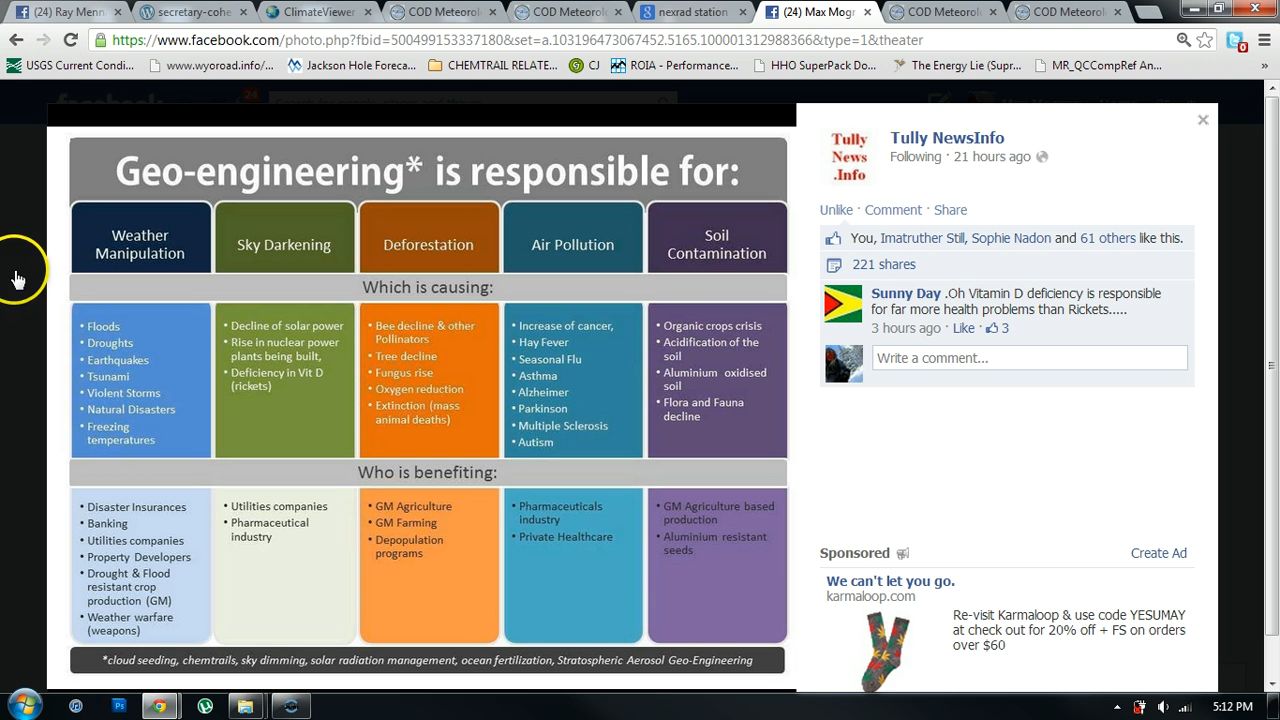 (24) Ray Menn
secretary-cohe
ClimateViewer
COD Meteorol
COD Meteorol
nexrad station
(24) Max Mogr
COD Meteorol
COD Meteorol
https://www.facebook.com/photo.php?fbid=500499153337180&set=a.103196473067452.5165.100001312988366&type=1&theater
0
USGS Current Condi...
www.wyoroad.info/...
Jackson Hole Foreca...
CHEMTRAIL RELATE...
CJ
ROIA - Performance...
HHO SuperPack Do...
The Energy Lie (Supr...
MR_QCCompRef An...
24
Geo-engineering* is responsible for:
Weather
Manipulation
Sky Darkening
Deforestation
Air Pollution
Soil
Contamination
Which is causing:
• Floods
• Droughts
• Earthquakes
• Tsunami
• Violent Storms
• Natural Disasters
• Freezing
temperatures
• Decline of solar power
• Rise in nuclear power
plants being built,
• Deficiency in Vit D
(rickets)
• Bee decline & other
Pollinators
• Tree decline
• Fungus rise
• Oxygen reduction
• Extinction (mass
animal deaths)
• Increase of cancer,
• Hay Fever
• Seasonal Flu
• Asthma
• Alzheimer
• Parkinson
• Multiple Sclerosis
• Autism
• Organic crops crisis
• Acidification of the
soil
• Aluminium oxidised
soil
• Flora and Fauna
decline
Who is benefiting:
• Disaster Insurances
• Banking
• Utilities companies
• Property Developers
• Drought & Flood
resistant crop
production (GM)
• Weather warfare
(weapons)
• Utilities companies
• Pharmaceutical
industry
• GM Agriculture
• GM Farming
• Depopulation
programs
• Pharmaceuticals
industry
• Private Healthcare
• GM Agriculture based
production
• Aluminium resistant
seeds
*cloud seeding, chemtrails, sky dimming, solar radiation management, ocean fertilization, Stratospheric Aerosol Geo-Engineering
Tully
News
.Info
Tully NewsInfo
Following · 21 hours ago
Unlike · Comment · Share
You, Imatruther Still, Sophie Nadon and 61 others like this.
221 shares
Sunny Day .Oh Vitamin D deficiency is responsible
for far more health problems than Rickets.....
3 hours ago · Like · 3
Write a comment...
Sponsored
Create Ad
We can't let you go.
karmaloop.com
Re-visit Karmaloop & use code YESUMAY
at check out for 20% off + FS on orders
over $60
5:12 PM